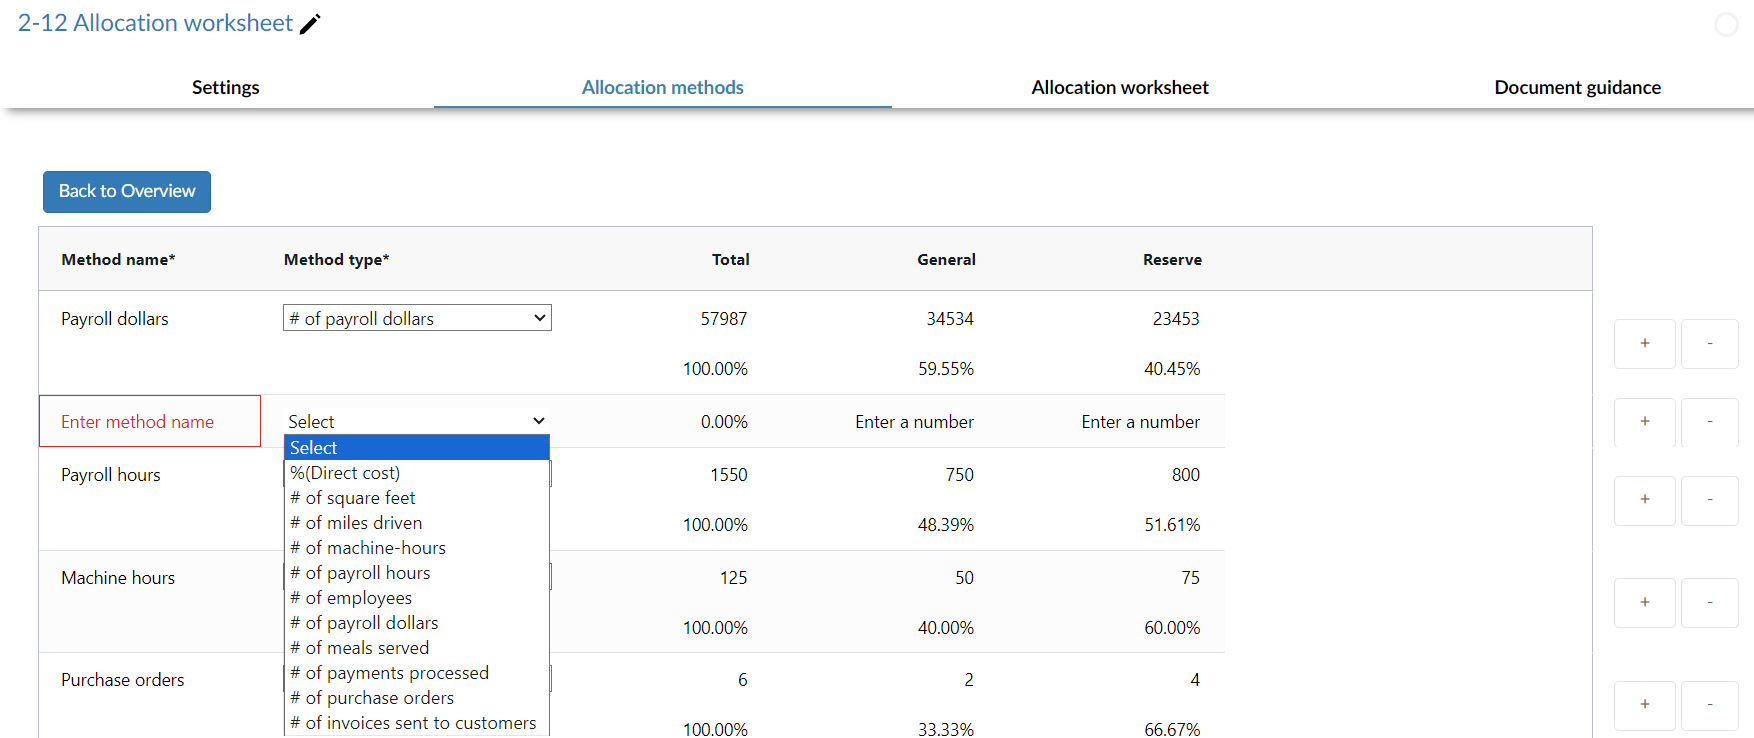 2-12 Allocation worksheet
Settings Allocation methods Allocation worksheet Document guidance
Back to Overview
Method name* Method type* Total General Reserve
Payroll dollars # of payroll dollars 57987 34534 23453
100.00% 59.55% 40.45%
+ -
Enter method name Select 0.00% Enter a number Enter a number + -
Select
%(Direct cost)
Payroll hours 1550 750 800
# of square feet
+ -
# of miles driven 100.00% 48.39% 51.61%
# of machine-hours
Machine hours # of payroll hours 125 50 75
# of employees + -
# of payroll dollars 100.00% 40.00% 60.00%
# of meals served
Purchase orders # of payments processed 6 2 4
# of purchase orders + -
# of invoices sent to customers 100.00% 33.33% 66.67%